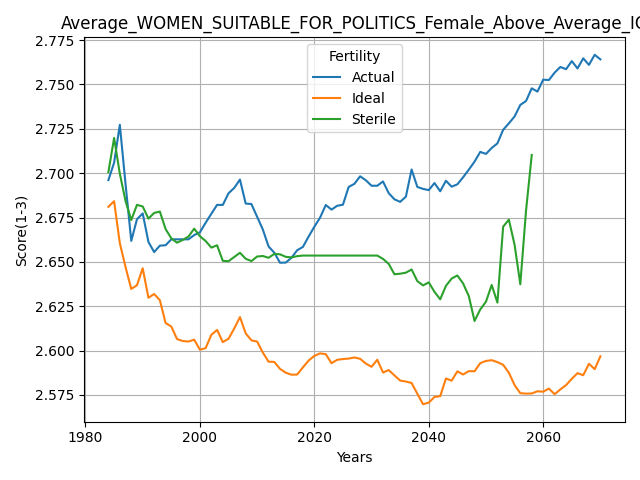 Average_WOMEN_SUITABLE_FOR_POLITICS_Female_Above_Average_IQ
2.775
2.750
2.725
2.700
2.675
2.650
2.625
2.600
2.575
Score(1-3)
Fertility
Actual
Ideal
Sterile
1980
2000
2020
2040
2060
Years